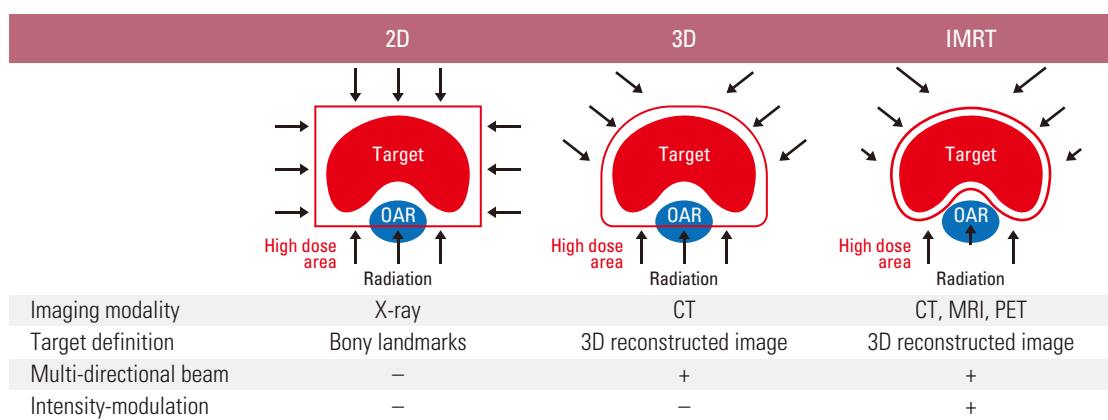 2D 3D IMRT
Target Target Target
OAR OAR OAR
High dose area High dose area High dose area
Radiation Radiation Radiation
Imaging modality X-ray CT CT, MRI, PET
Target definition Bony landmarks 3D reconstructed image 3D reconstructed image
Multi-directional beam – + +
Intensity-modulation – – +